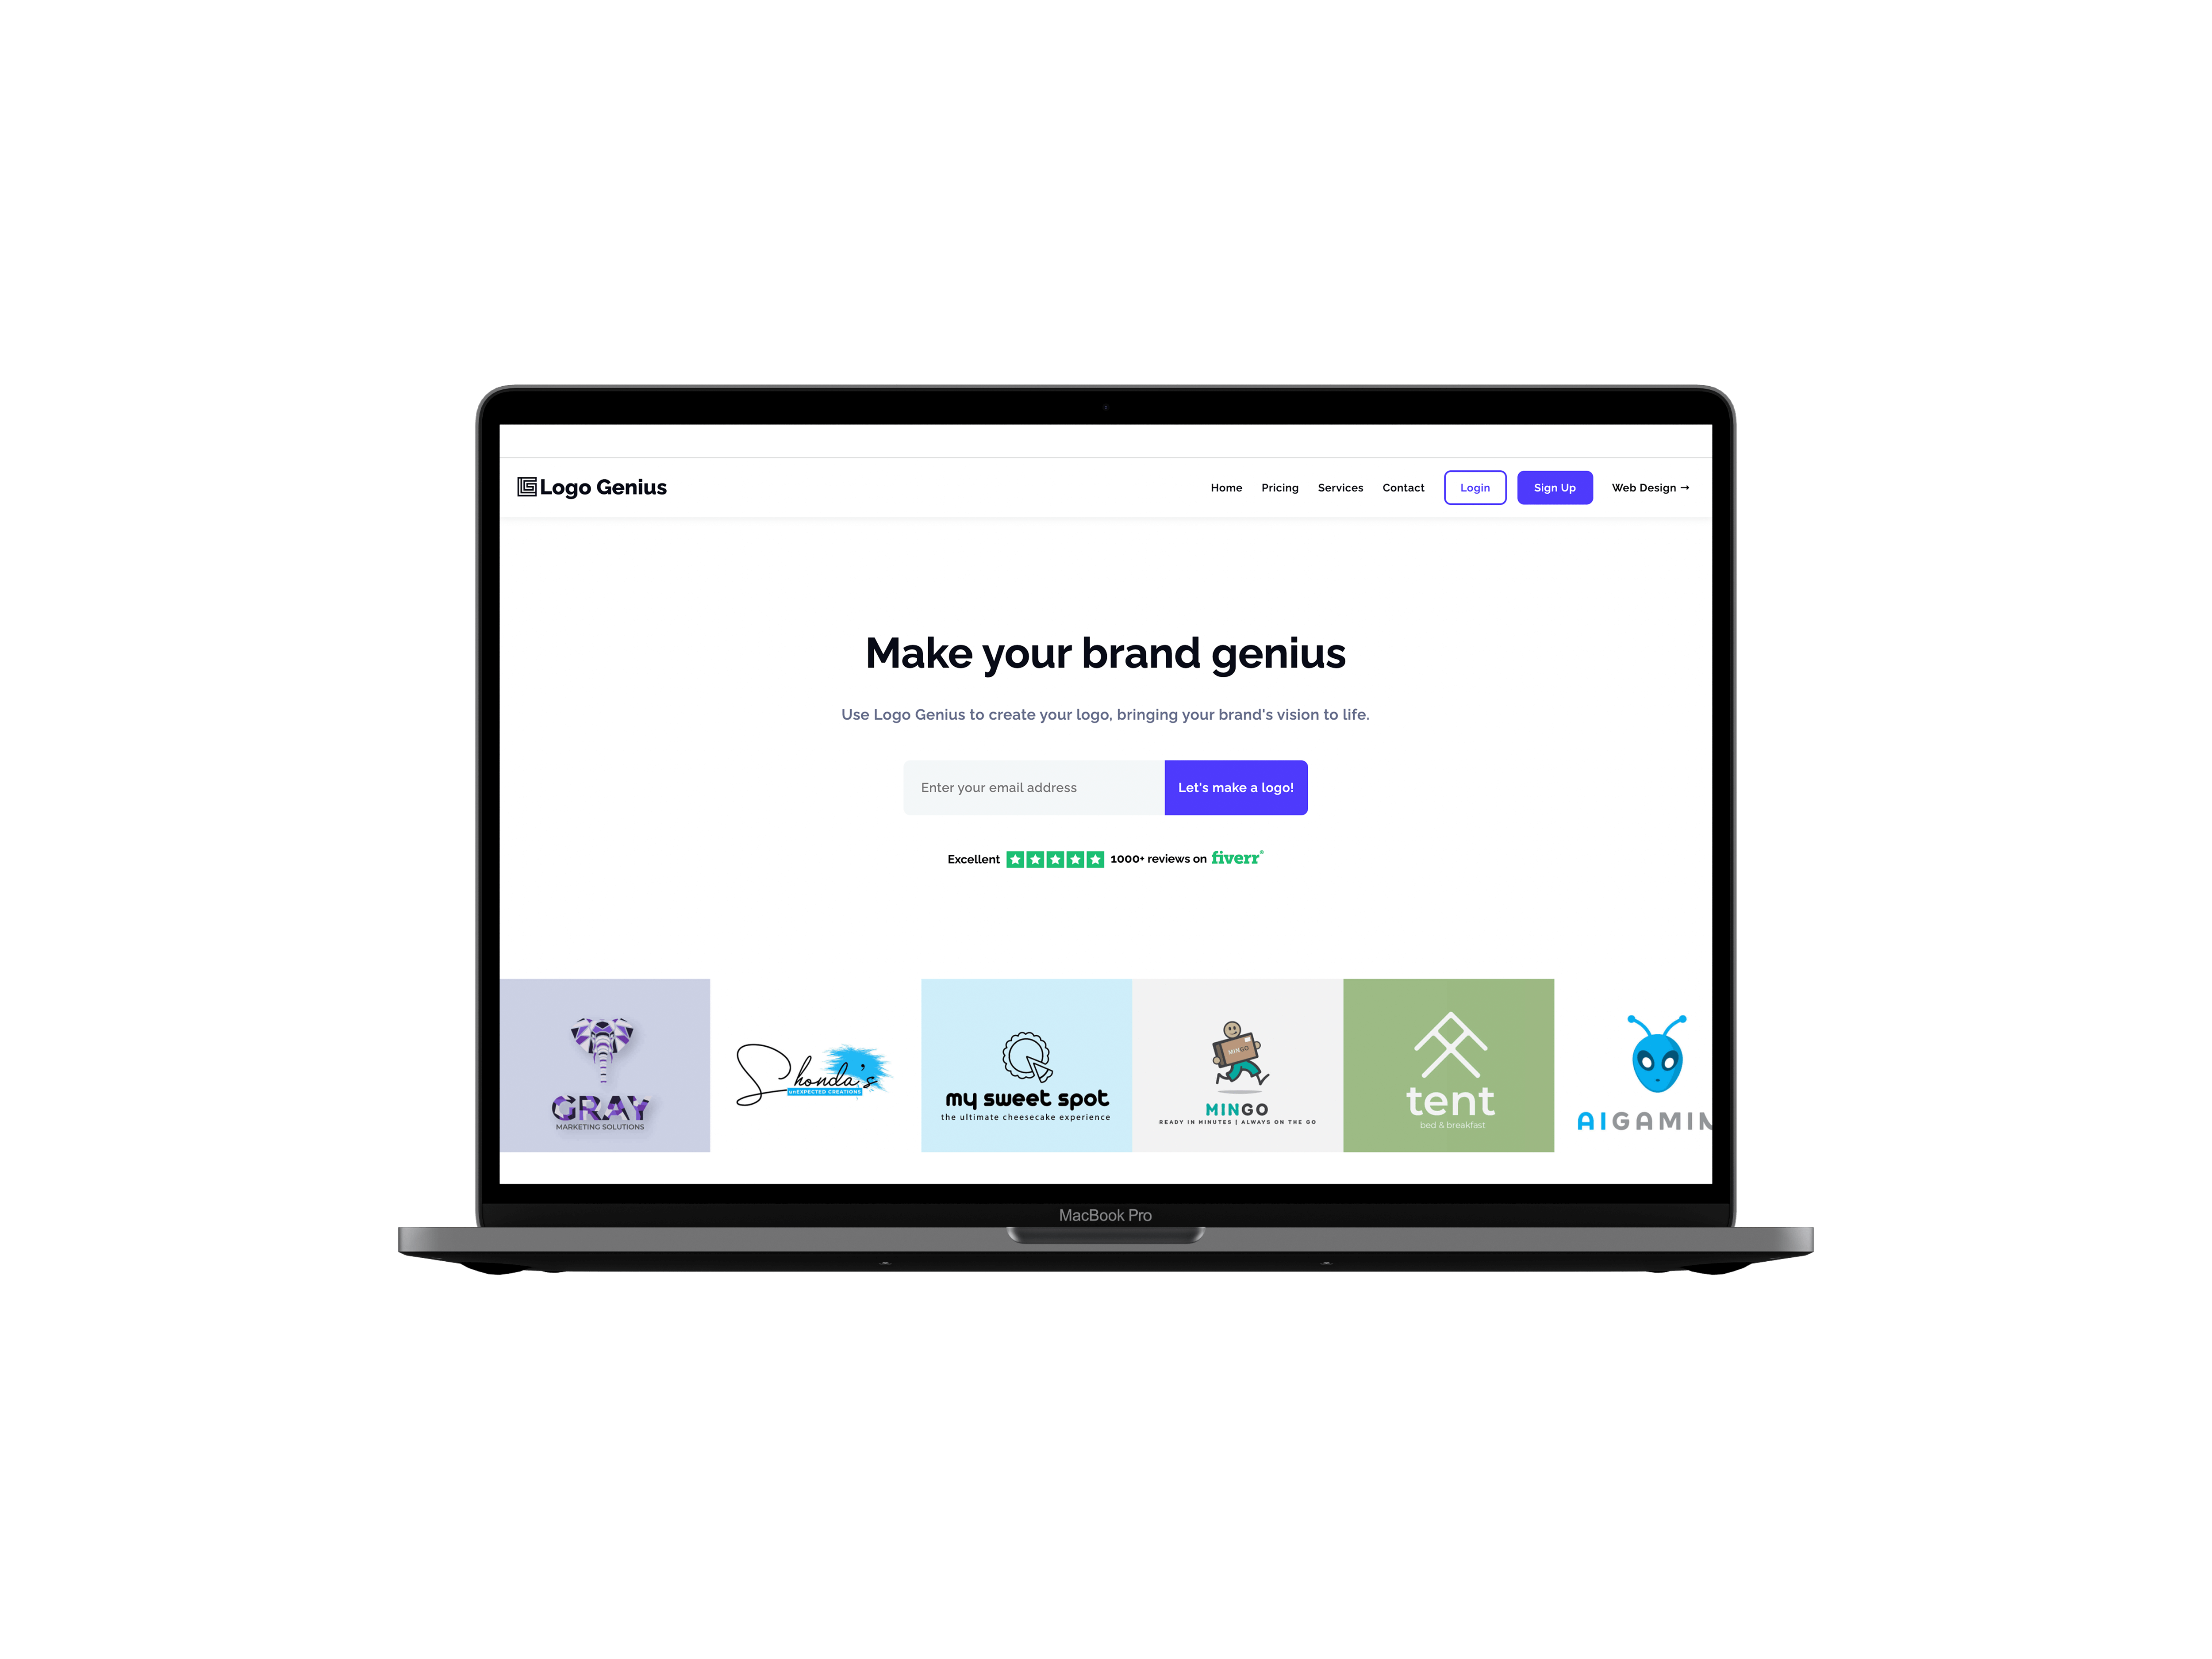 Logo Genius
Home Pricing Services Contact Login Sign Up Web Design →
Make your brand genius
Use Logo Genius to create your logo, bringing your brand's vision to life.
Enter your email address Let's make a logo!
Excellent 1000+ reviews on fiverr®
GRAY
MARKETING SOLUTIONS
Shonda's
UNEXPECTED CREATIONS
my sweet spot
the ultimate cheesecake experience
MINGO
MINGO
READY IN MINUTES | ALWAYS ON THE GO
tent
bed & breakfast
AIGAMIN
MacBook Pro